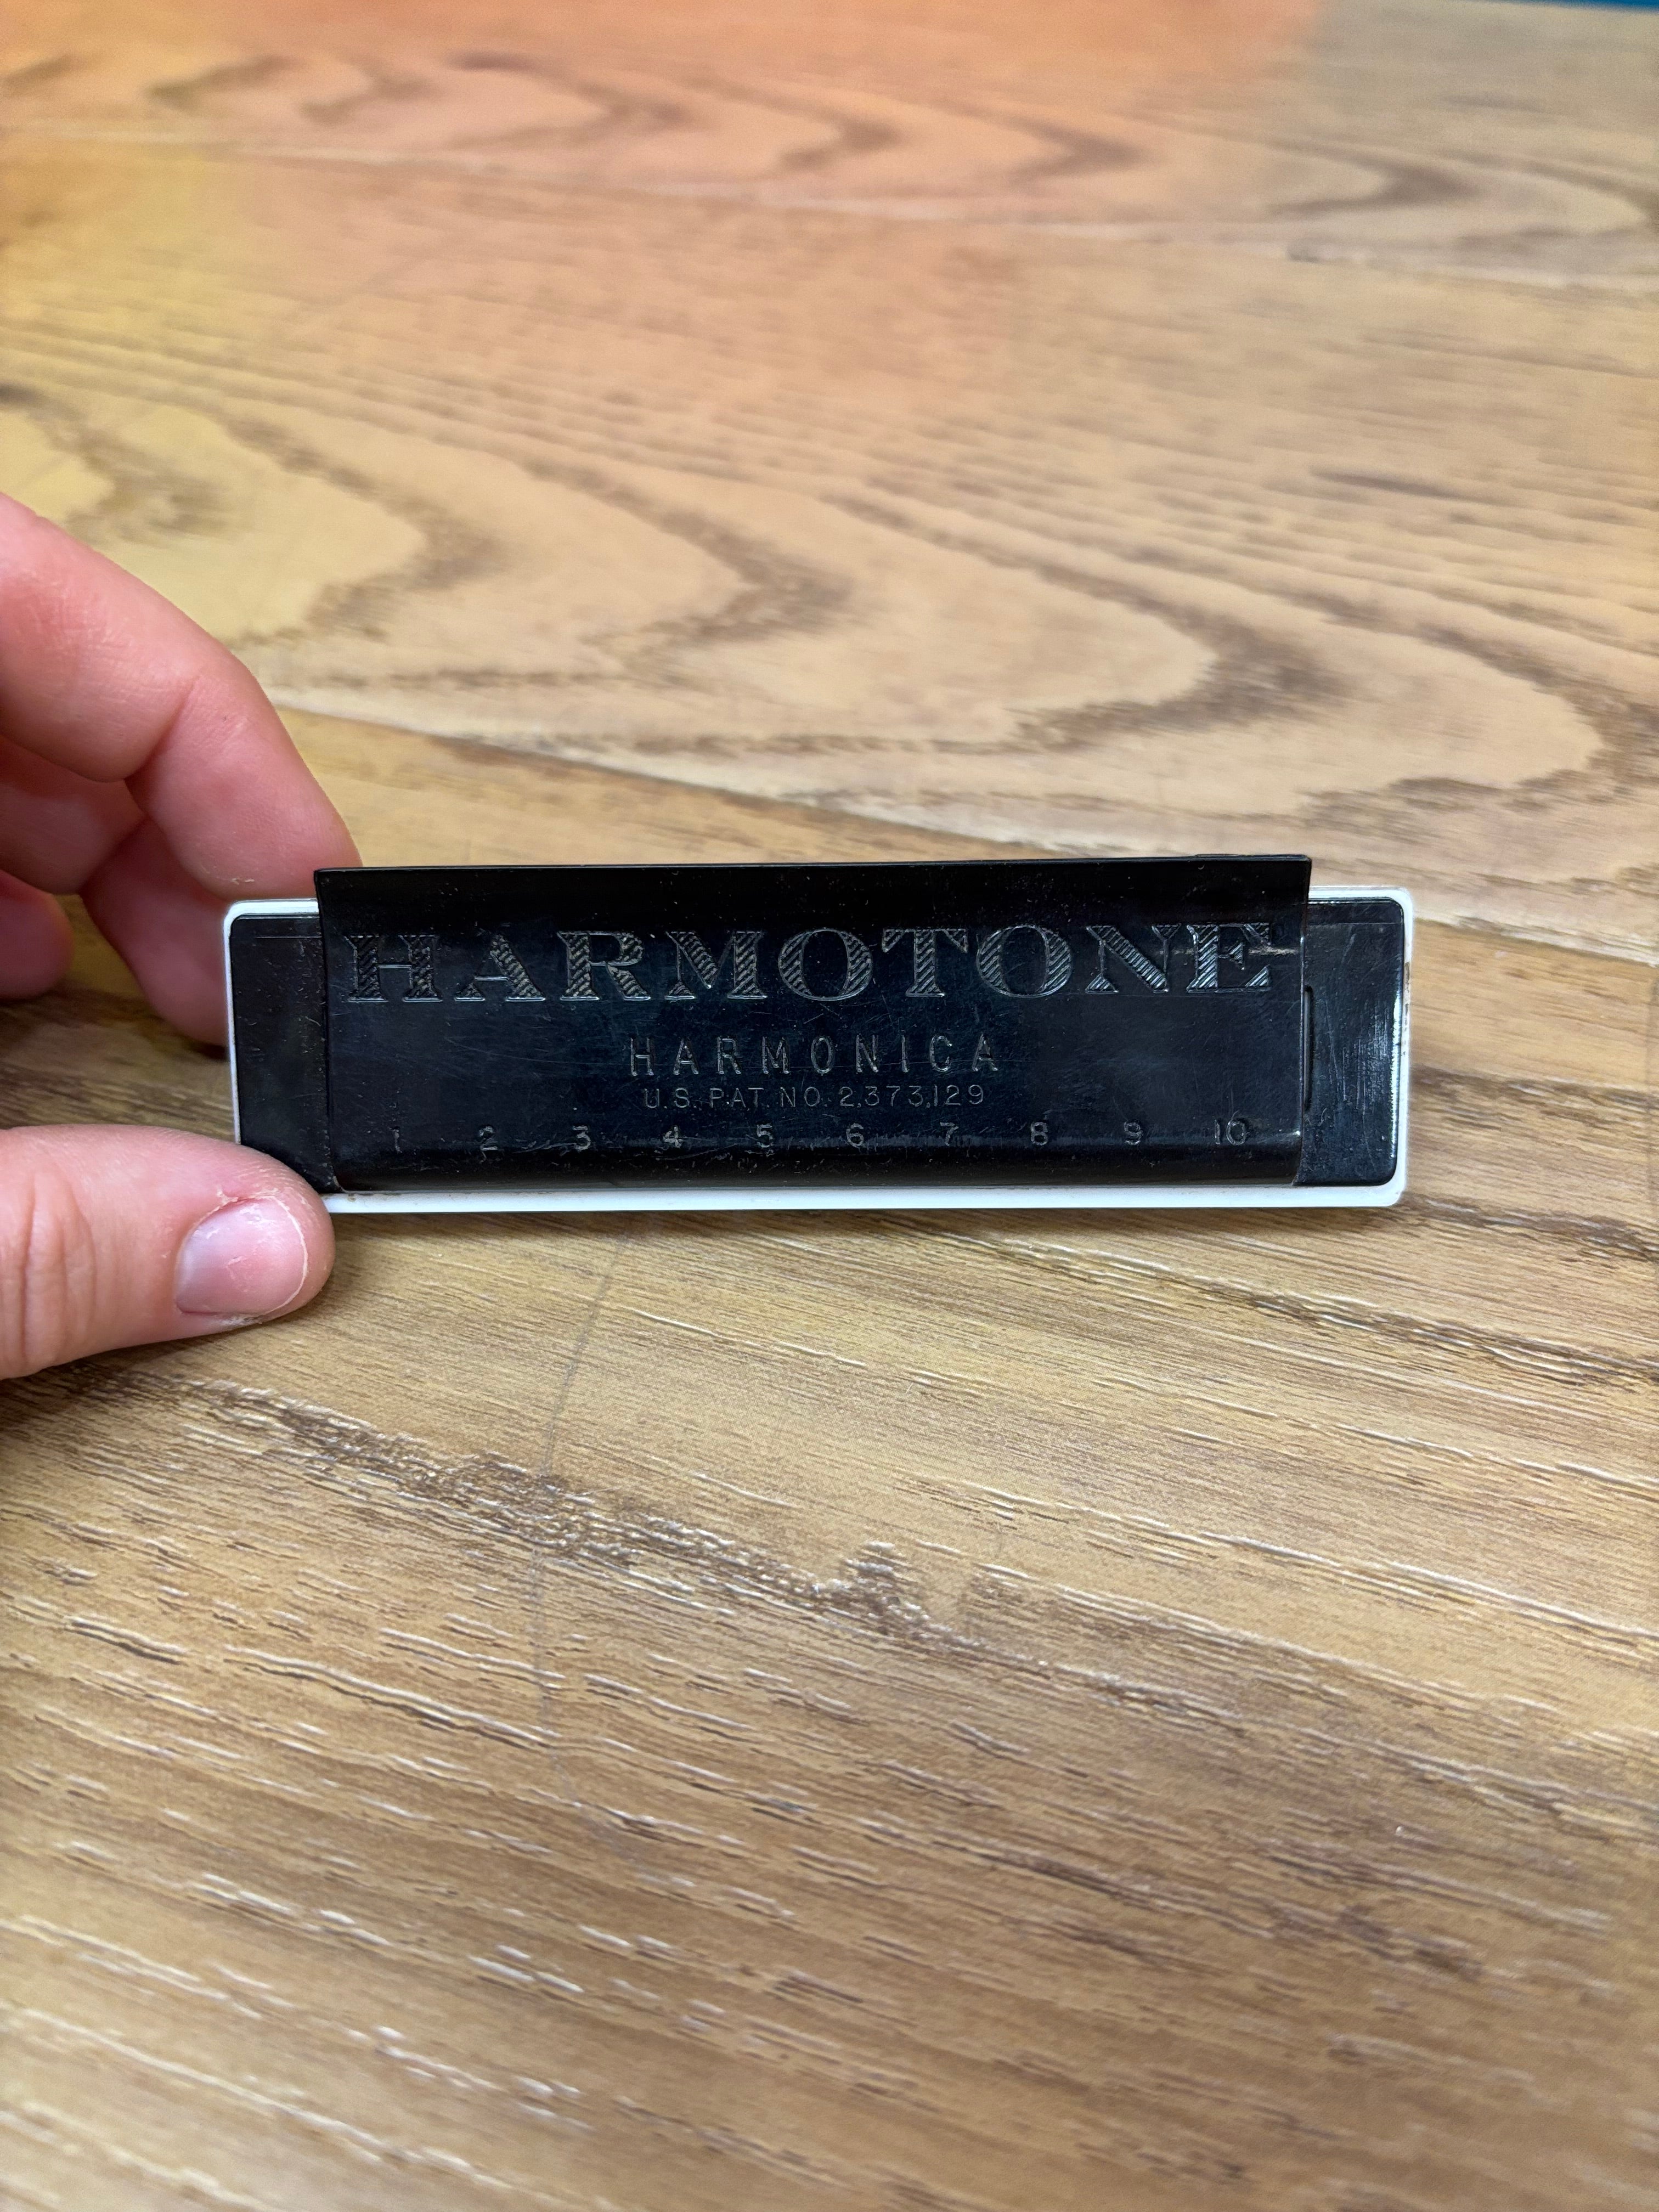 HARMOTONE
HARMONICA
U.S. PAT. NO. 2,373,129
1 2 3 4 5 6 7 8 9 10